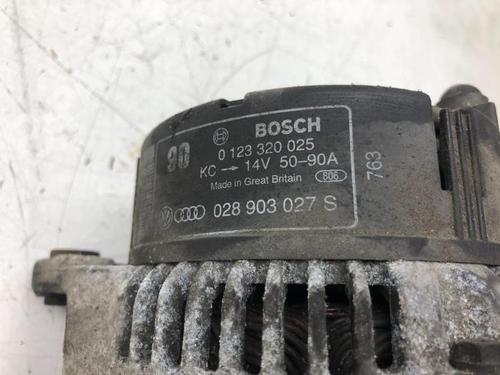 90
BOSCH
0 123 320 025
KC → 14V 50-90A
Made in Great Britain 806
028 903 027 S
763